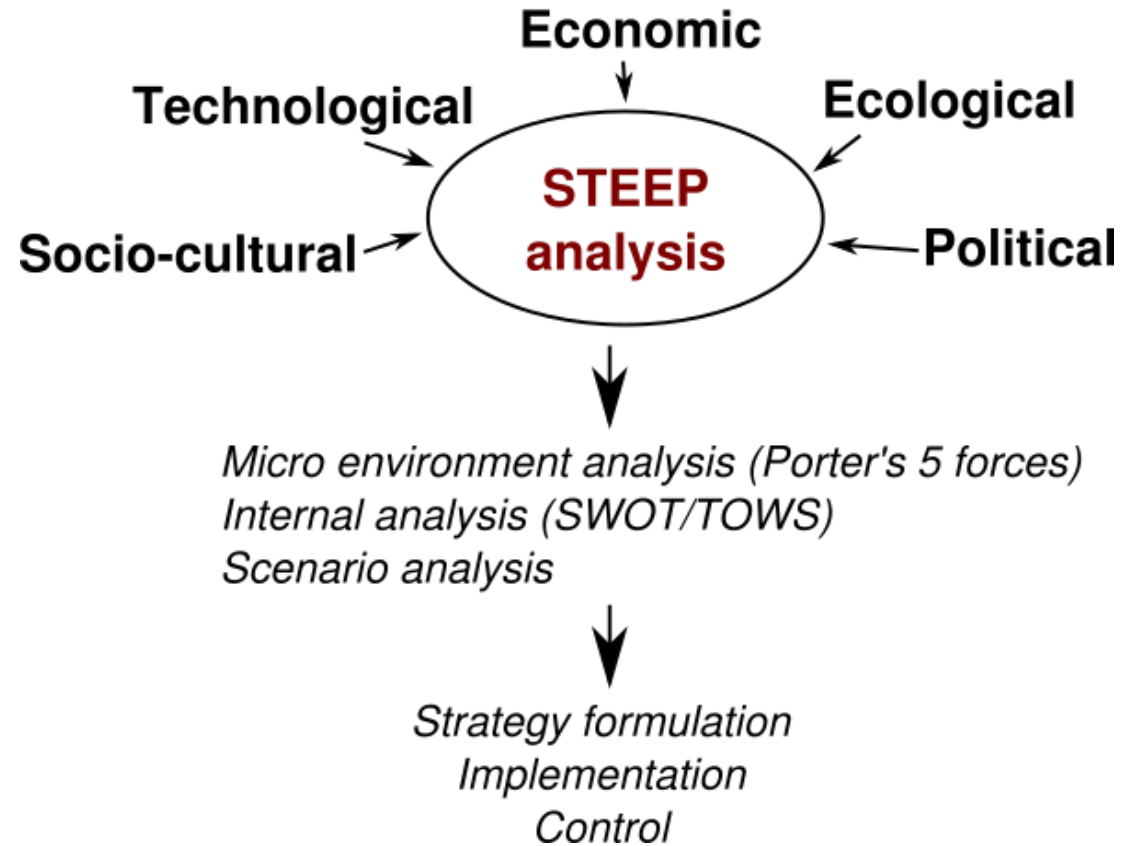 Economic
Technological
Ecological
STEEP
analysis
Socio-cultural
Political
Micro environment analysis (Porter's 5 forces)
Internal analysis (SWOT/TOWS)
Scenario analysis
Strategy formulation
Implementation
Control